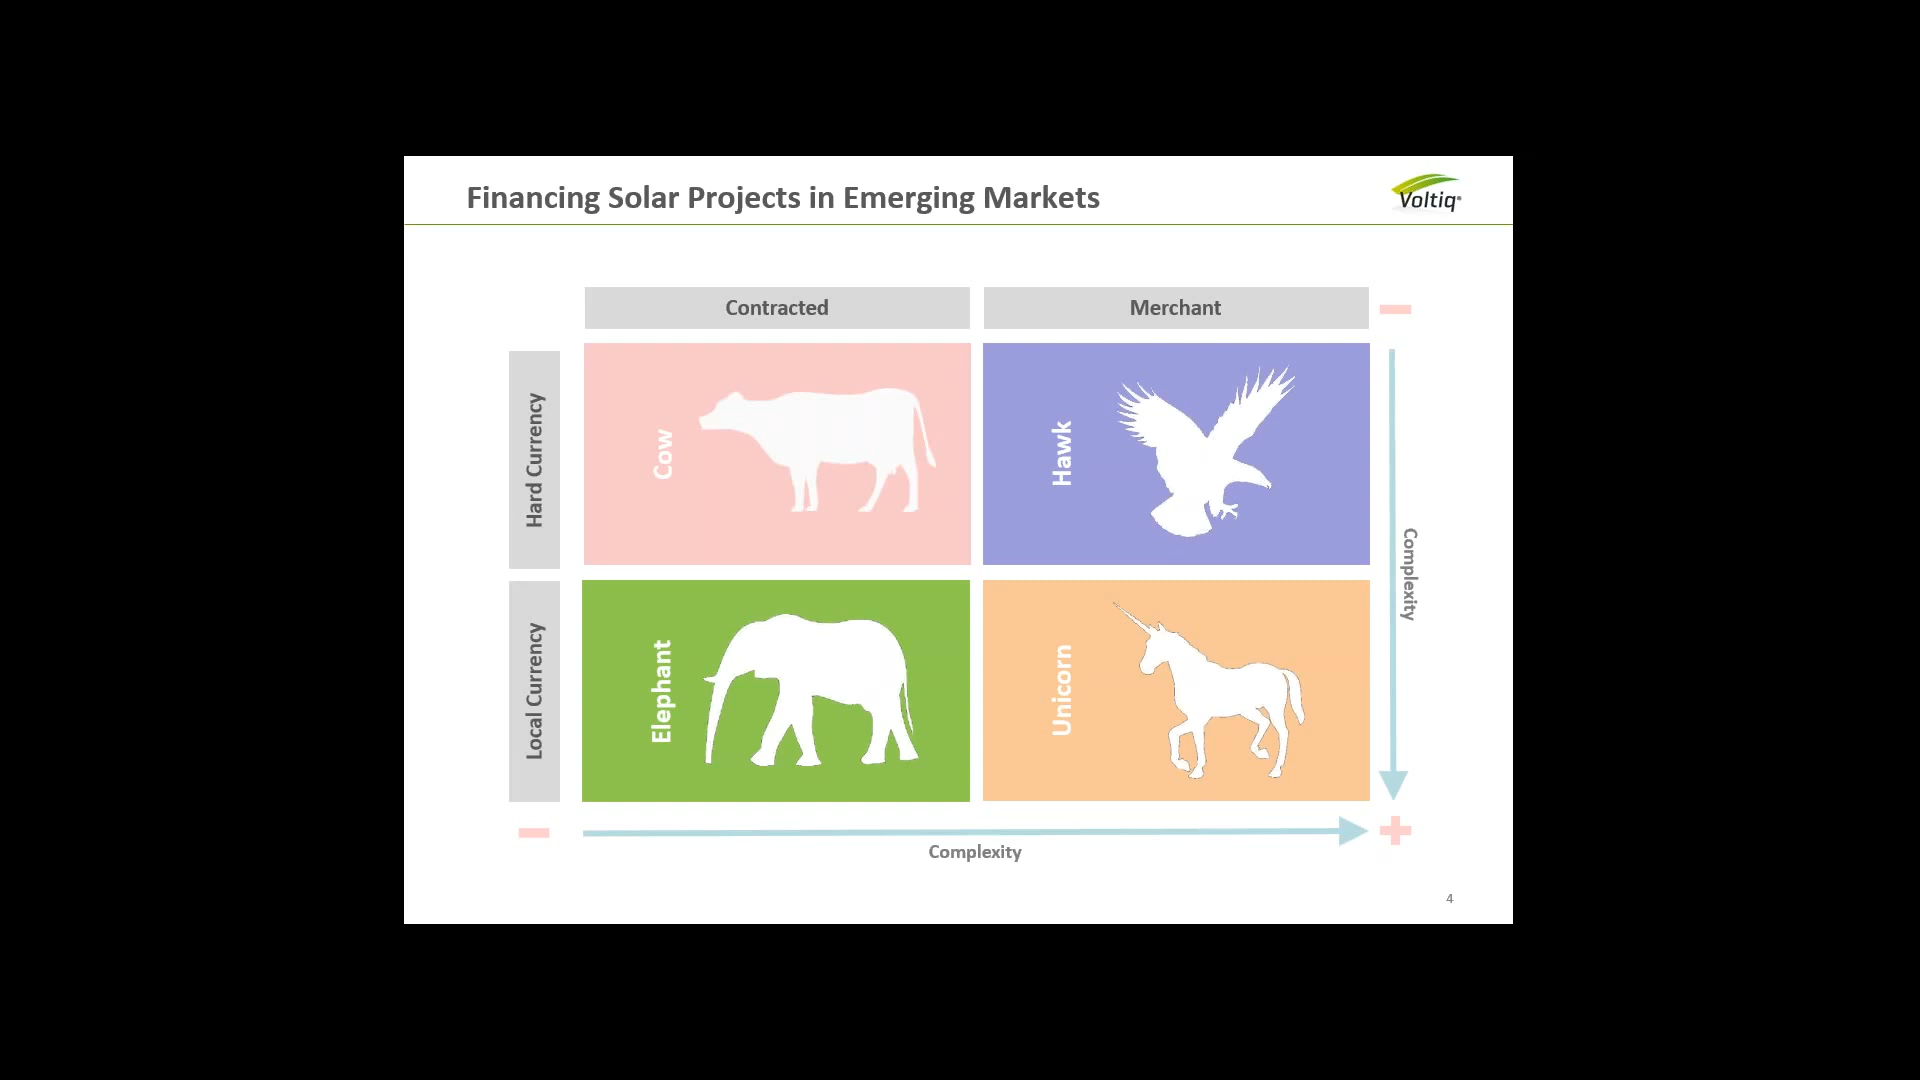 Financing Solar Projects in Emerging Markets
Voltiq®
Contracted
Merchant
Hard Currency
Cow
Hawk
Complexity
Local Currency
Elephant
Unicorn
Complexity
4